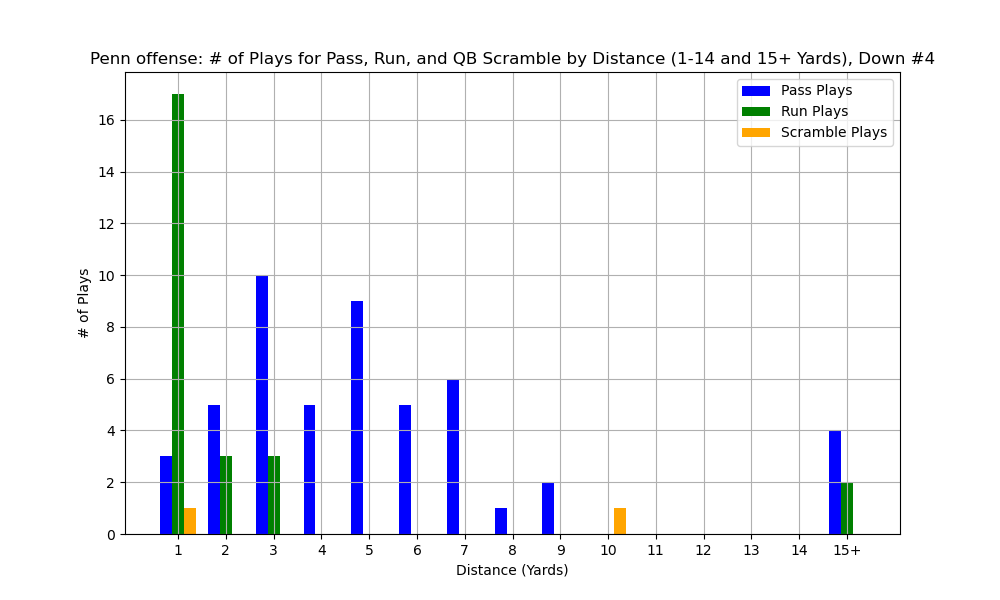 Penn offense: # of Plays for Pass, Run, and QB Scramble by Distance (1-14 and 15+ Yards), Down #4
Pass Plays
Run Plays
Scramble Plays
16
14
12
10
8
6
4
2
0
# of Plays
1 2 3 4 5 6 7 8 9 10 11 12 13 14 15+
Distance (Yards)